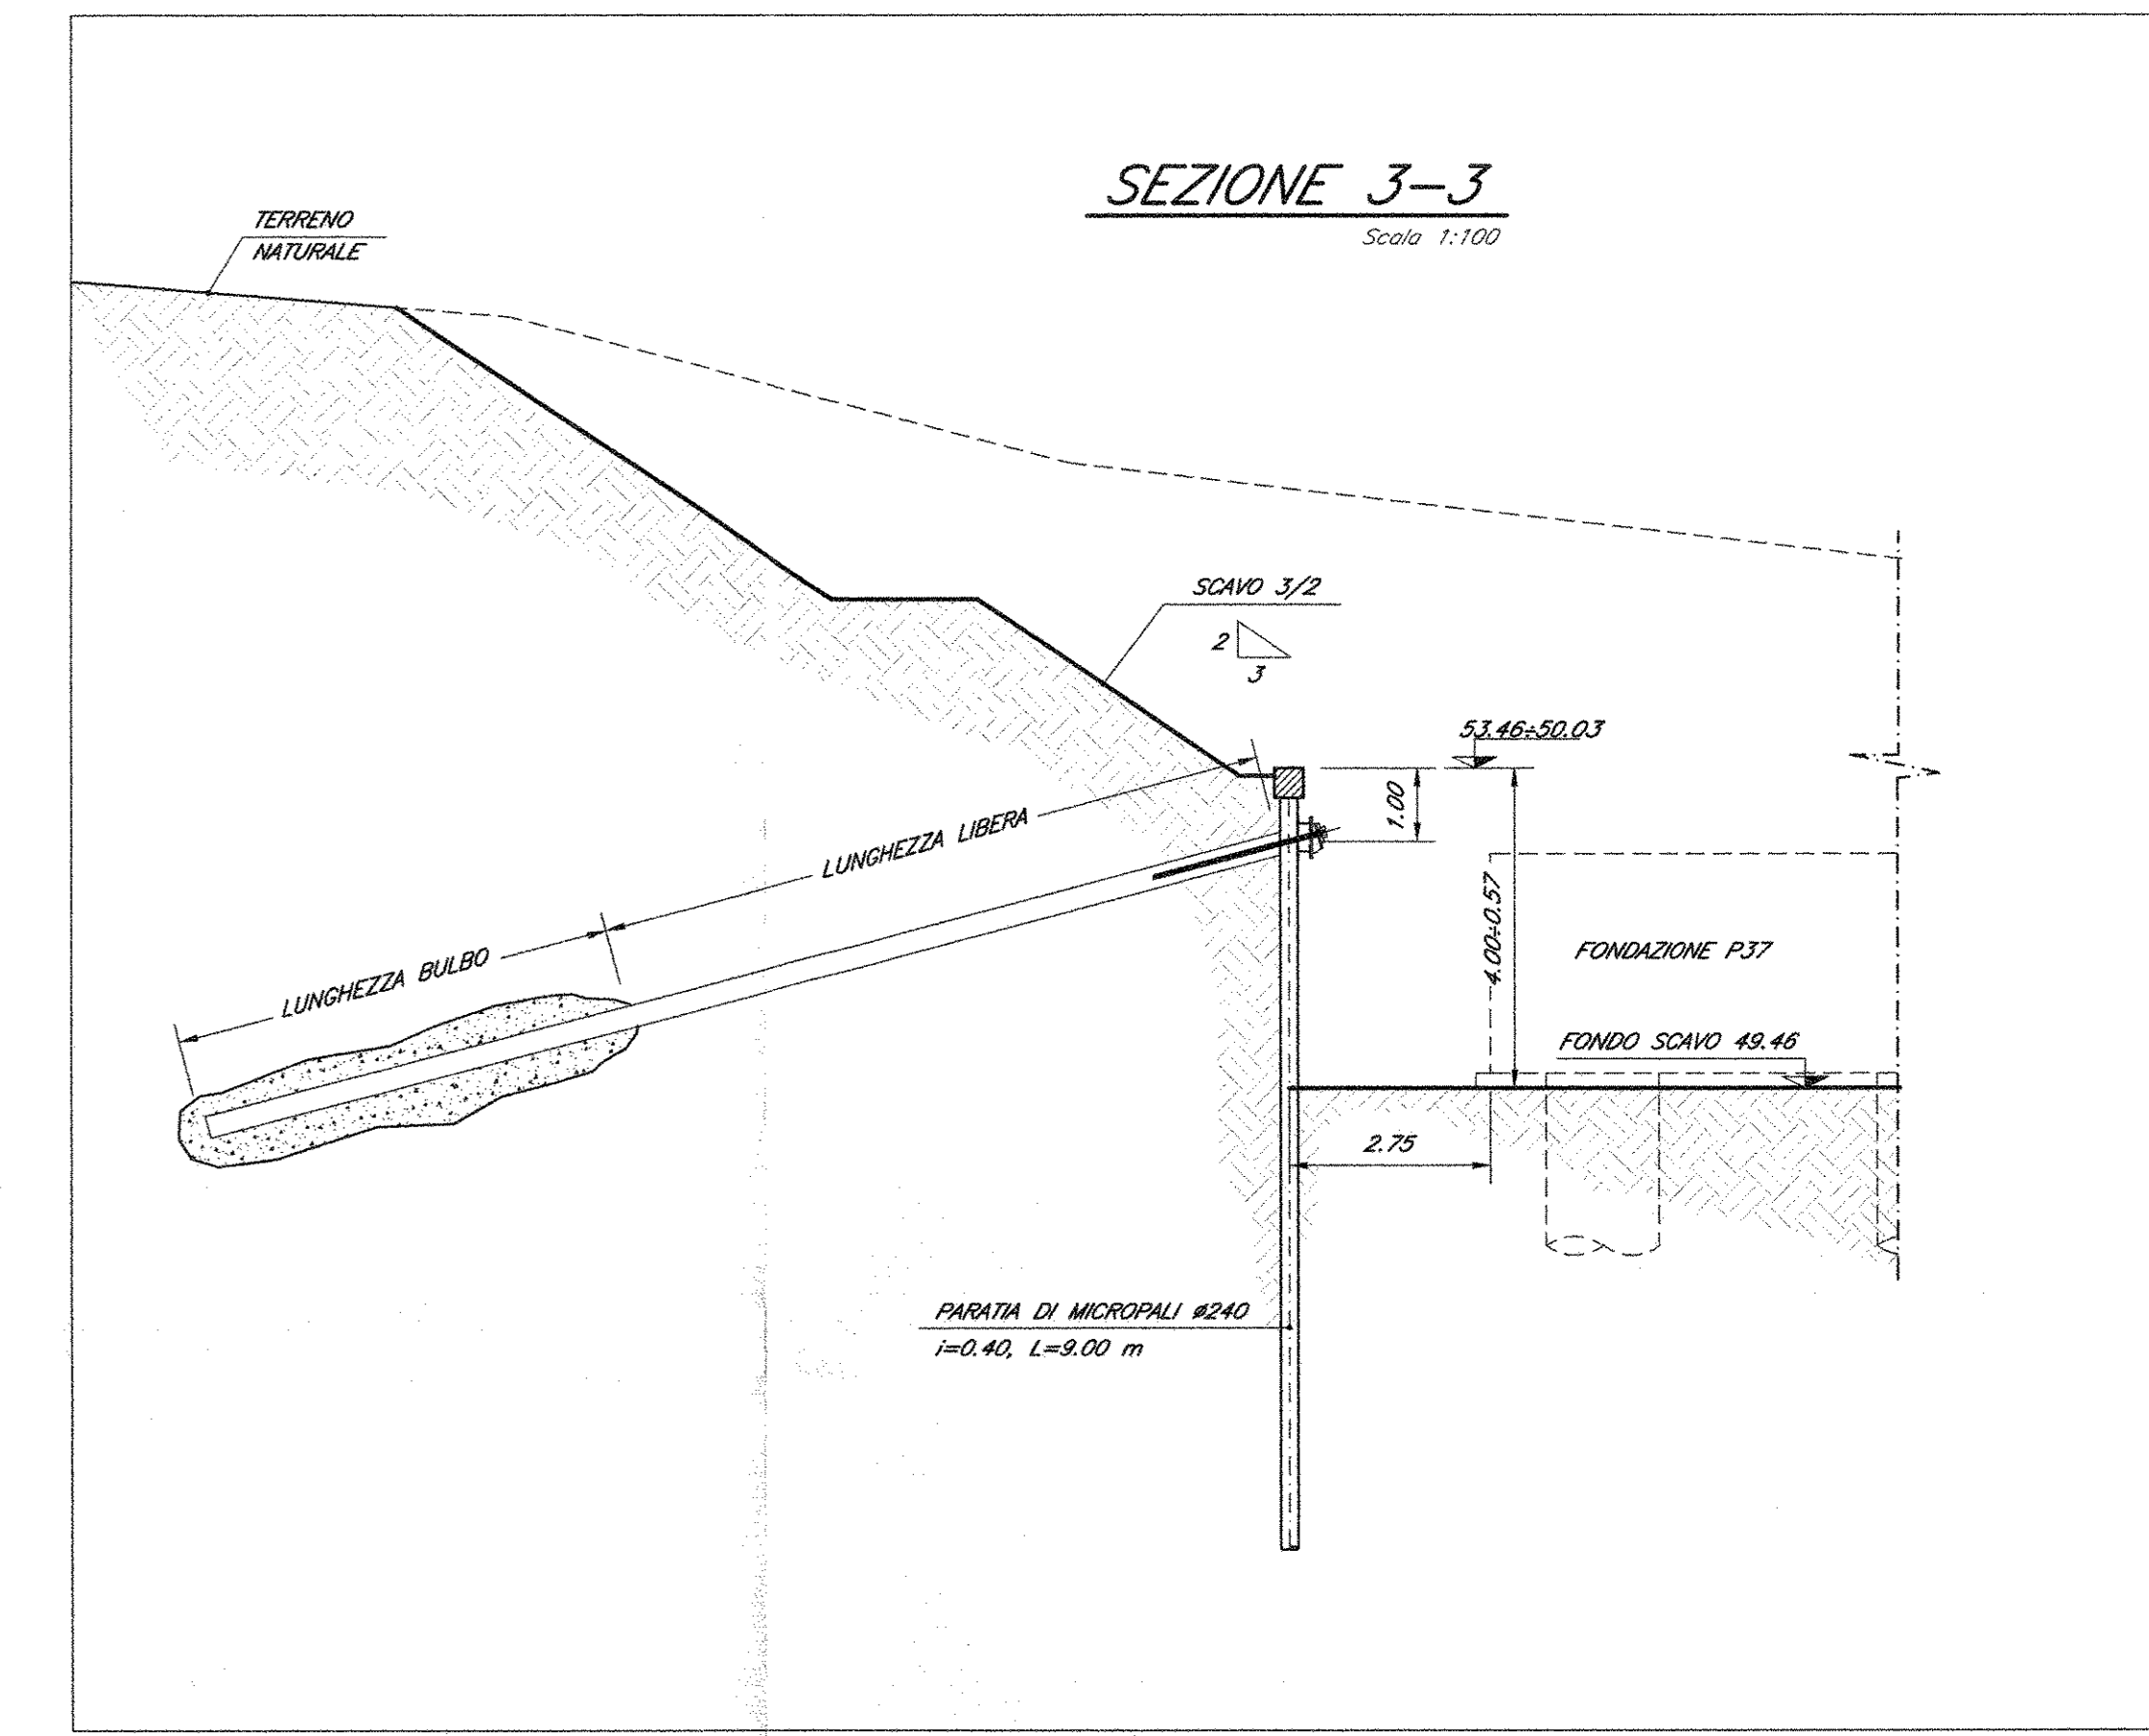 SEZIONE 3-3
Scala 1:100
TERRENO
NATURALE
SCAVO 3/2
2
3
53.46÷50.03
1.00
LUNGHEZZA LIBERA
4.00÷0.57
LUNGHEZZA BULBO
FONDAZIONE P37
FONDO SCAVO 49.46
2.75
PARATIA DI MICROPALI ø240
i=0.40, L=9.00 m